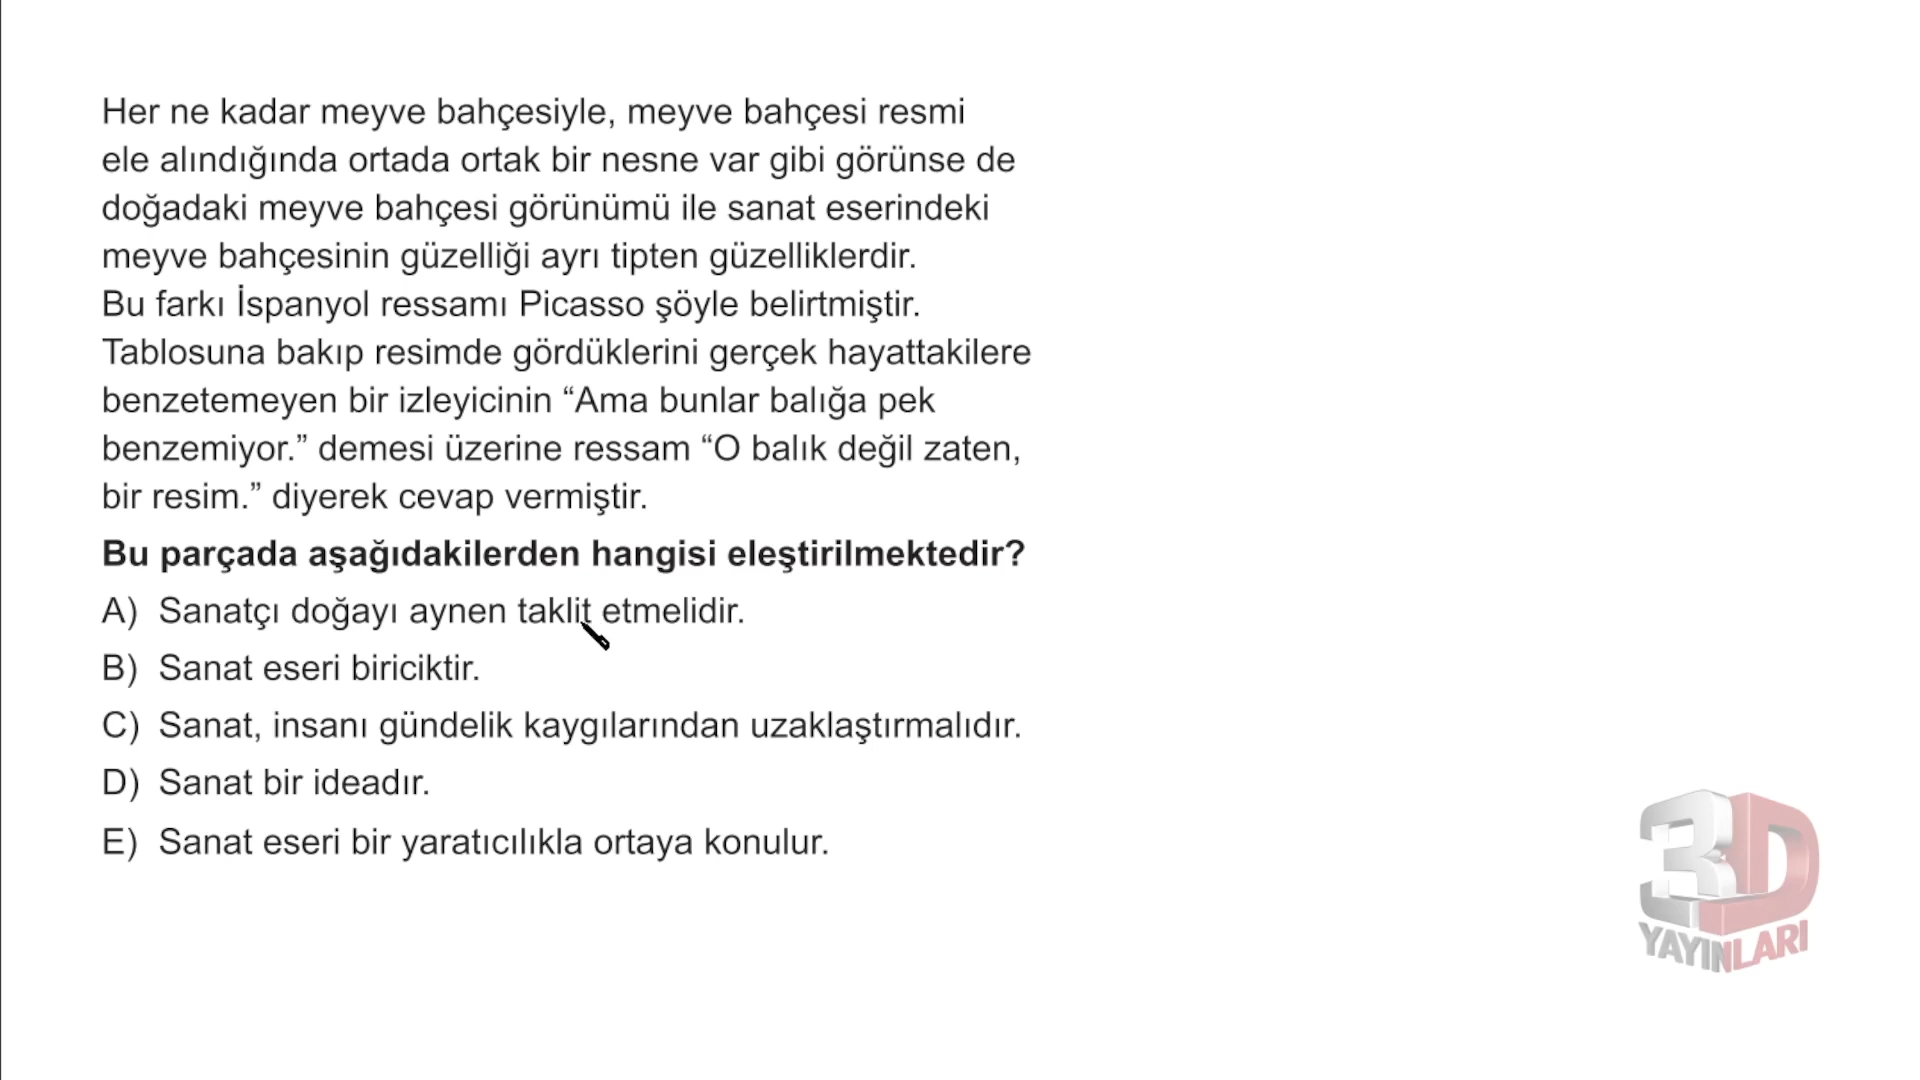 Her ne kadar meyve bahçesiyle, meyve bahçesi resmi
ele alındığında ortada ortak bir nesne var gibi görünse de
doğadaki meyve bahçesi görünümü ile sanat eserindeki
meyve bahçesinin güzelliği ayrı tipten güzelliklerdir.
Bu farkı İspanyol ressamı Picasso şöyle belirtmiştir.
Tablosuna bakıp resimde gördüklerini gerçek hayattakilere
benzetemeyen bir izleyicinin “Ama bunlar balığa pek
benzemiyor.” demesi üzerine ressam “O balık değil zaten,
bir resim.” diyerek cevap vermiştir.
Bu parçada aşağıdakilerden hangisi eleştirilmektedir?
A) Sanatçı doğayı aynen taklit etmelidir.
B) Sanat eseri biriciktir.
C) Sanat, insanı gündelik kaygılarından uzaklaştırmalıdır.
D) Sanat bir ideadır.
E) Sanat eseri bir yaratıcılıkla ortaya konulur.
3D
YAYINLARI